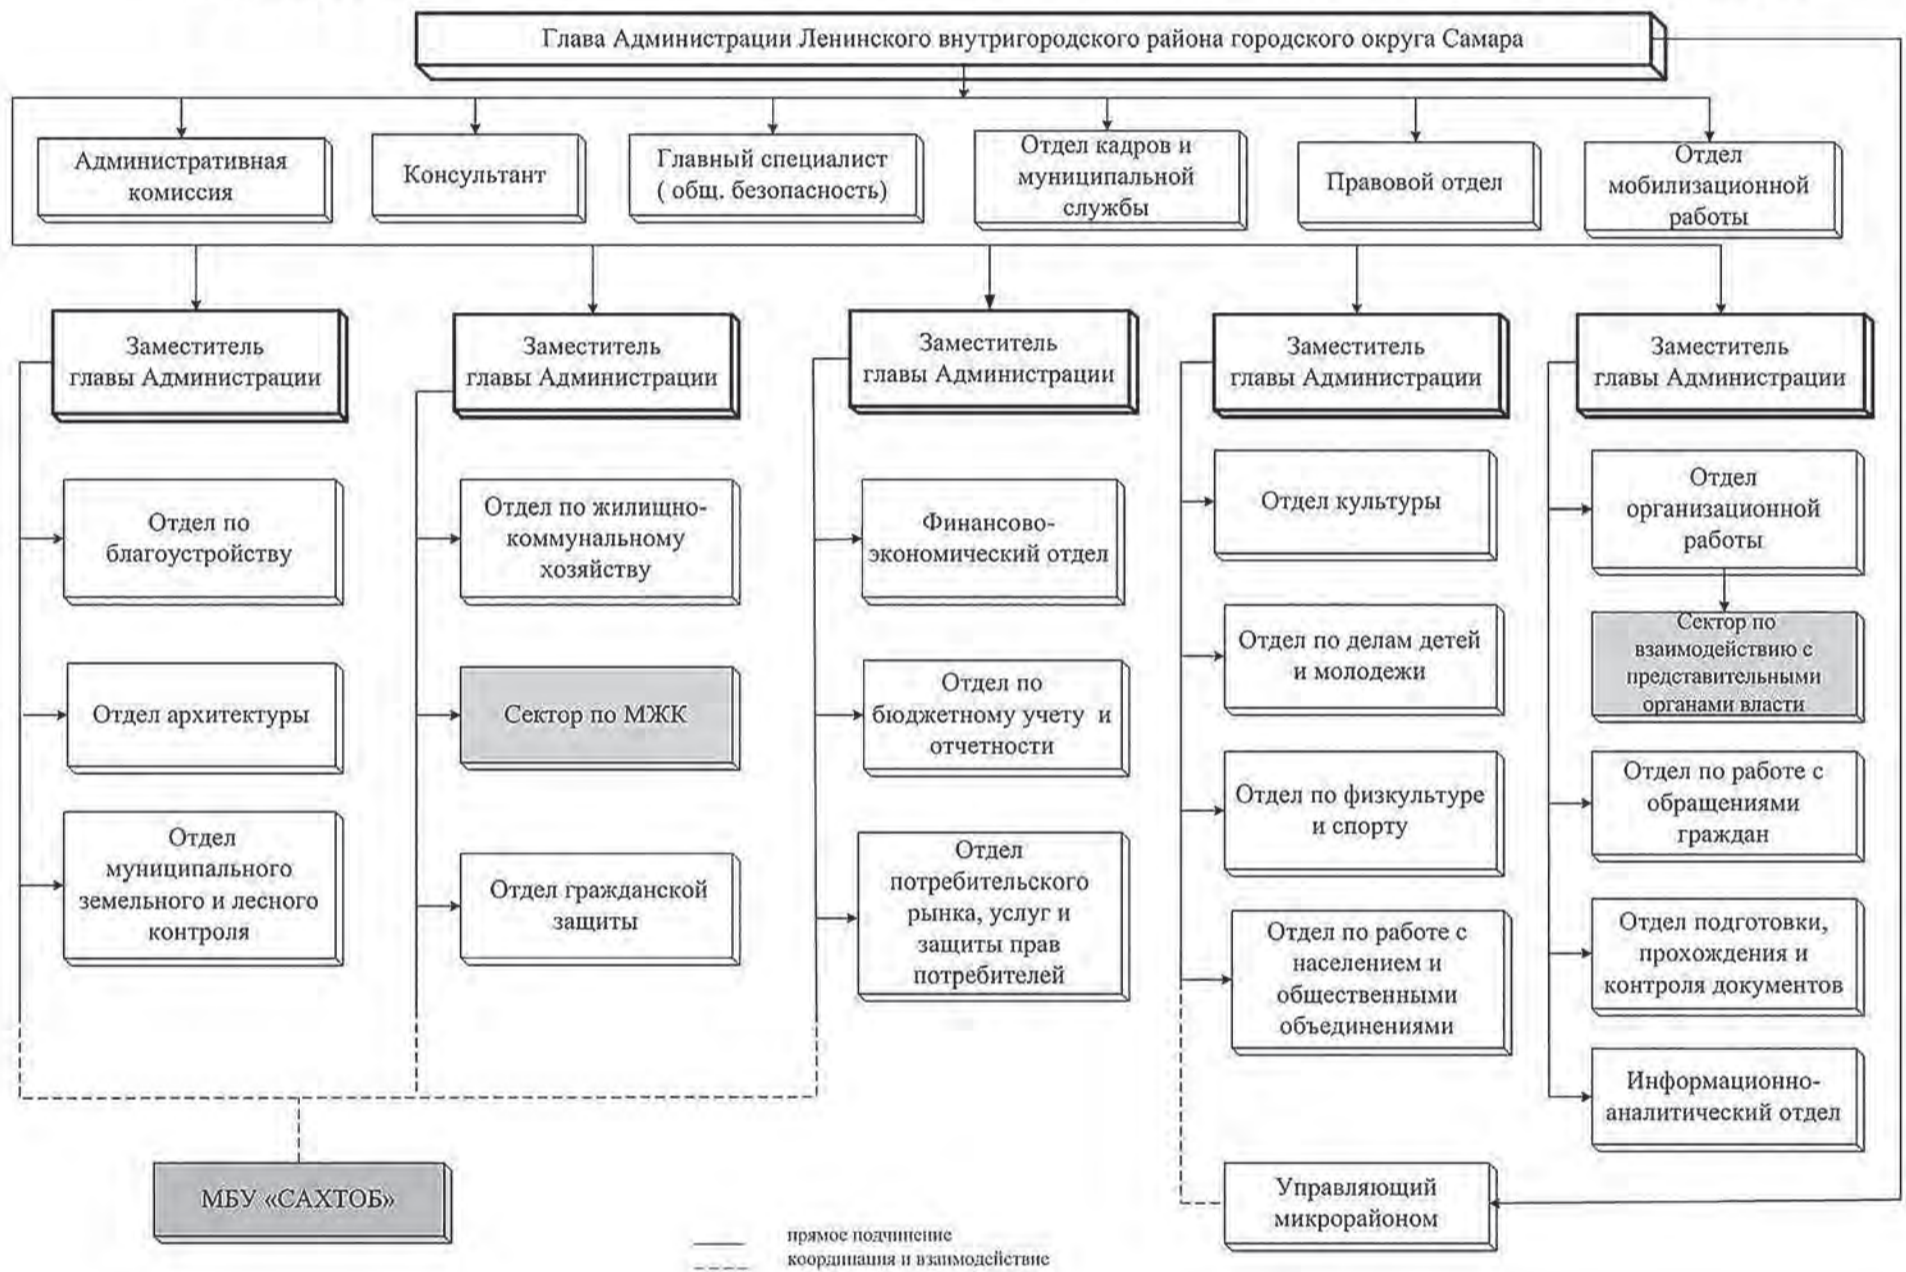 Глава Администрации Ленинского внутригородского района городского округа Самара
Административная
комиссия
Консультант
Главный специалист
( общ. безопасность)
Отдел кадров и
муниципальной
службы
Правовой отдел
Отдел
мобилизационной
работы
Заместитель
главы Администрации
Заместитель
главы Администрации
Заместитель
главы Администрации
Заместитель
главы Администрации
Заместитель
главы Администрации
Отдел по
благоустройству
Отдел архитектуры
Отдел
муниципального
земельного и лесного
контроля
Отдел по жилищно-
коммунальному
хозяйству
Сектор по МЖК
Отдел гражданской
защиты
Финансово-
экономический отдел
Отдел по
бюджетному учету и
отчетности
Отдел
потребительского
рынка, услуг и
защиты прав
потребителей
Отдел культуры
Отдел по делам детей
и молодежи
Отдел по физкультуре
и спорту
Отдел по работе с
населением и
общественными
объединениями
Отдел
организационной
работы
Сектор по
взаимодействию с
представительными
органами власти
Отдел по работе с
обращениями
граждан
Отдел подготовки,
прохождения и
контроля документов
Информационно-
аналитический отдел
МБУ «САХТОБ»
Управляющий
микрорайоном
прямое подчинение
координация и взаимодействие